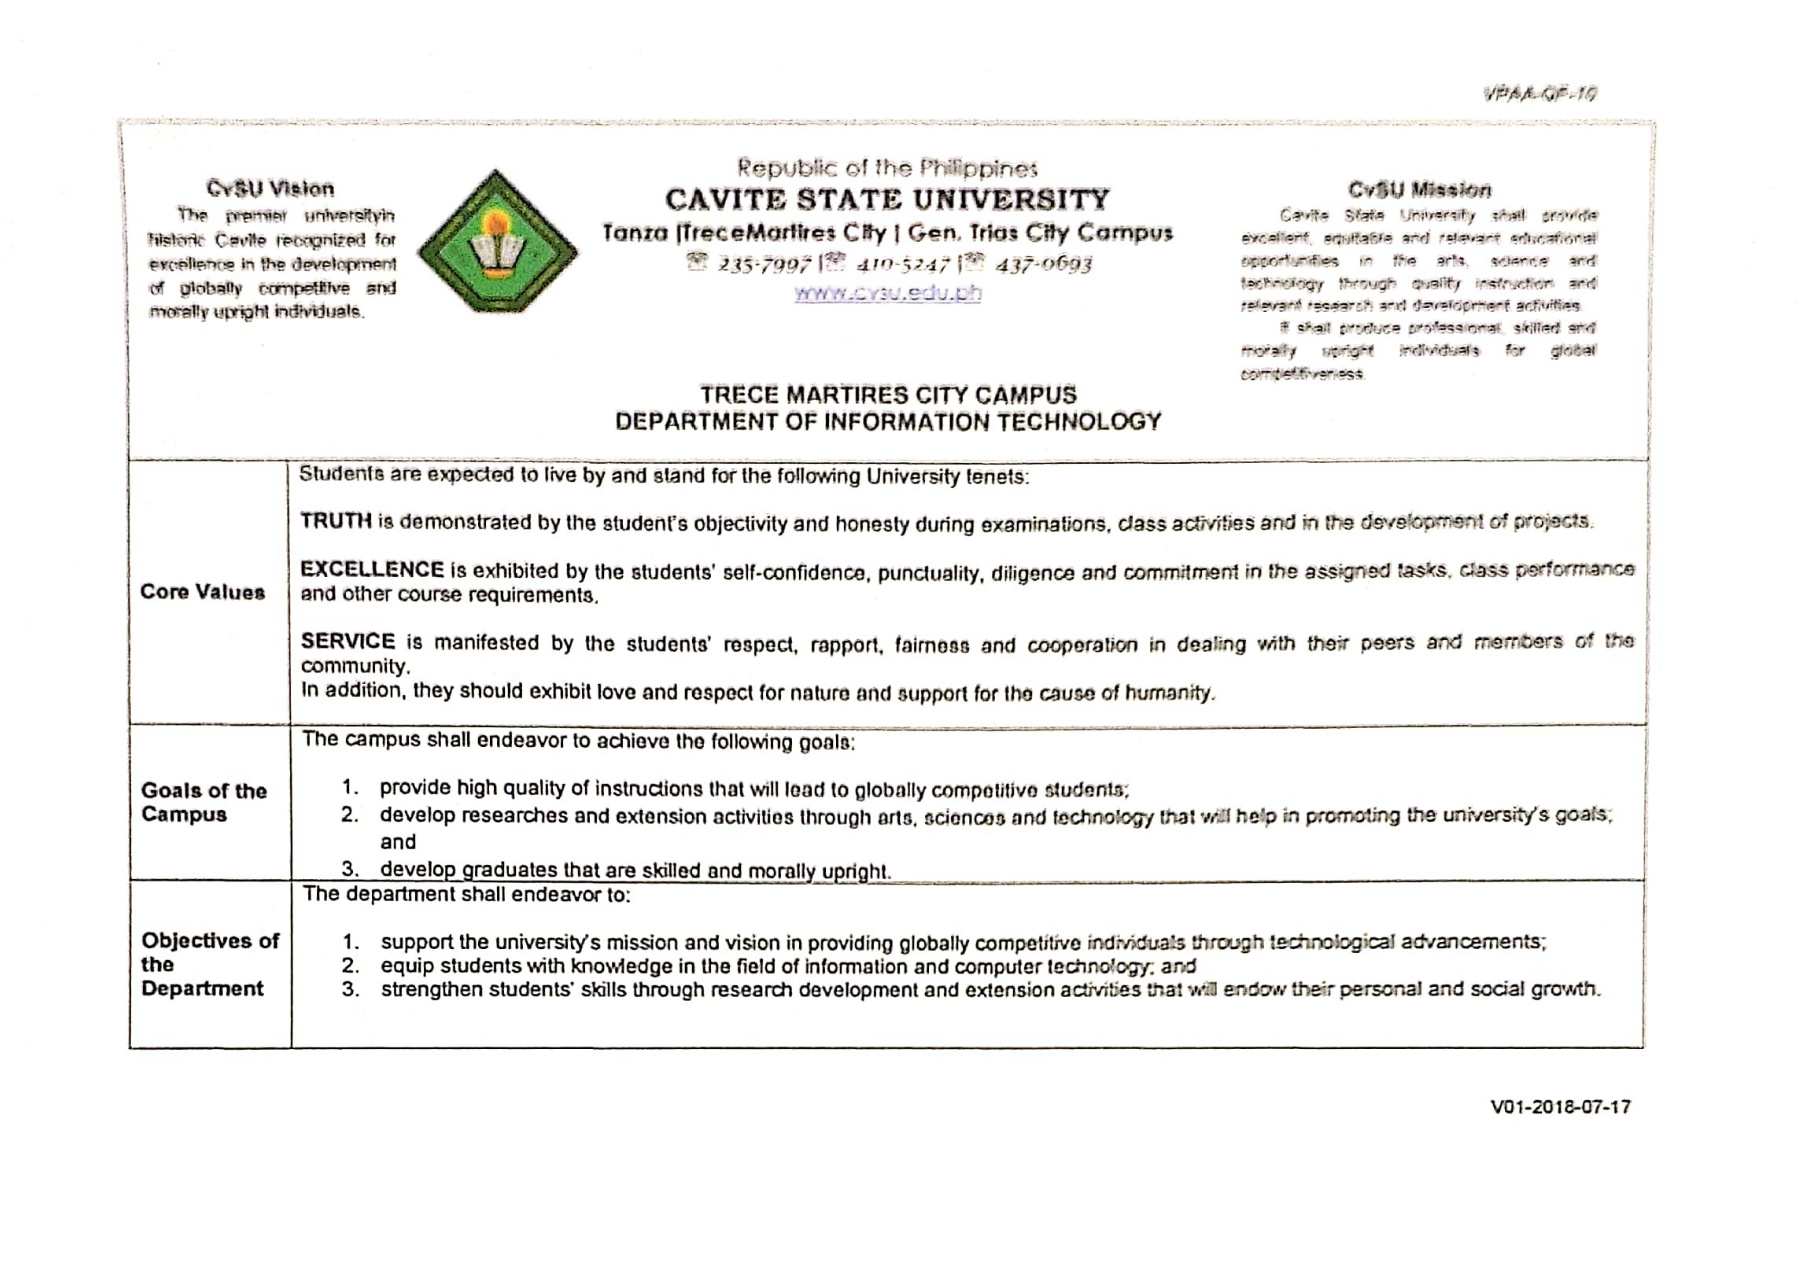 VPAA-QF-10
CvSU Vision
The premier universityin
historic Cavite recognized for
excellence in the development
of globally competitive and
morally upright individuals.
Republic of the Philippines
CAVITE STATE UNIVERSITY
Tanza |TreceMartires City | Gen. Trias City Campus
☏ 235-7997 |☏ 410-5247 |☏ 437-0693
www.cvsu.edu.ph
CvSU Mission
Cavite State University shall provide
excellent, equitable and relevant educational
opportunities in the arts, science and
technology through quality instruction and
relevant research and development activities.
It shall produce professional, skilled and
morally upright individuals for global
competitiveness.
TRECE MARTIRES CITY CAMPUS
DEPARTMENT OF INFORMATION TECHNOLOGY
Core Values
Students are expected to live by and stand for the following University tenets:
TRUTH is demonstrated by the student's objectivity and honesty during examinations, class activities and in the development of projects.
EXCELLENCE is exhibited by the students' self-confidence, punctuality, diligence and commitment in the assigned tasks, class performance
and other course requirements.
SERVICE is manifested by the students' respect, rapport, fairness and cooperation in dealing with their peers and members of the
community.
In addition, they should exhibit love and respect for nature and support for the cause of humanity.
Goals of the
Campus
The campus shall endeavor to achieve the following goals:
1. provide high quality of instructions that will lead to globally competitive students;
2. develop researches and extension activities through arts, sciences and technology that will help in promoting the university's goals;
and
3. develop graduates that are skilled and morally upright.
Objectives of
the
Department
The department shall endeavor to:
1. support the university's mission and vision in providing globally competitive individuals through technological advancements;
2. equip students with knowledge in the field of information and computer technology; and
3. strengthen students' skills through research development and extension activities that will endow their personal and social growth.
V01-2018-07-17